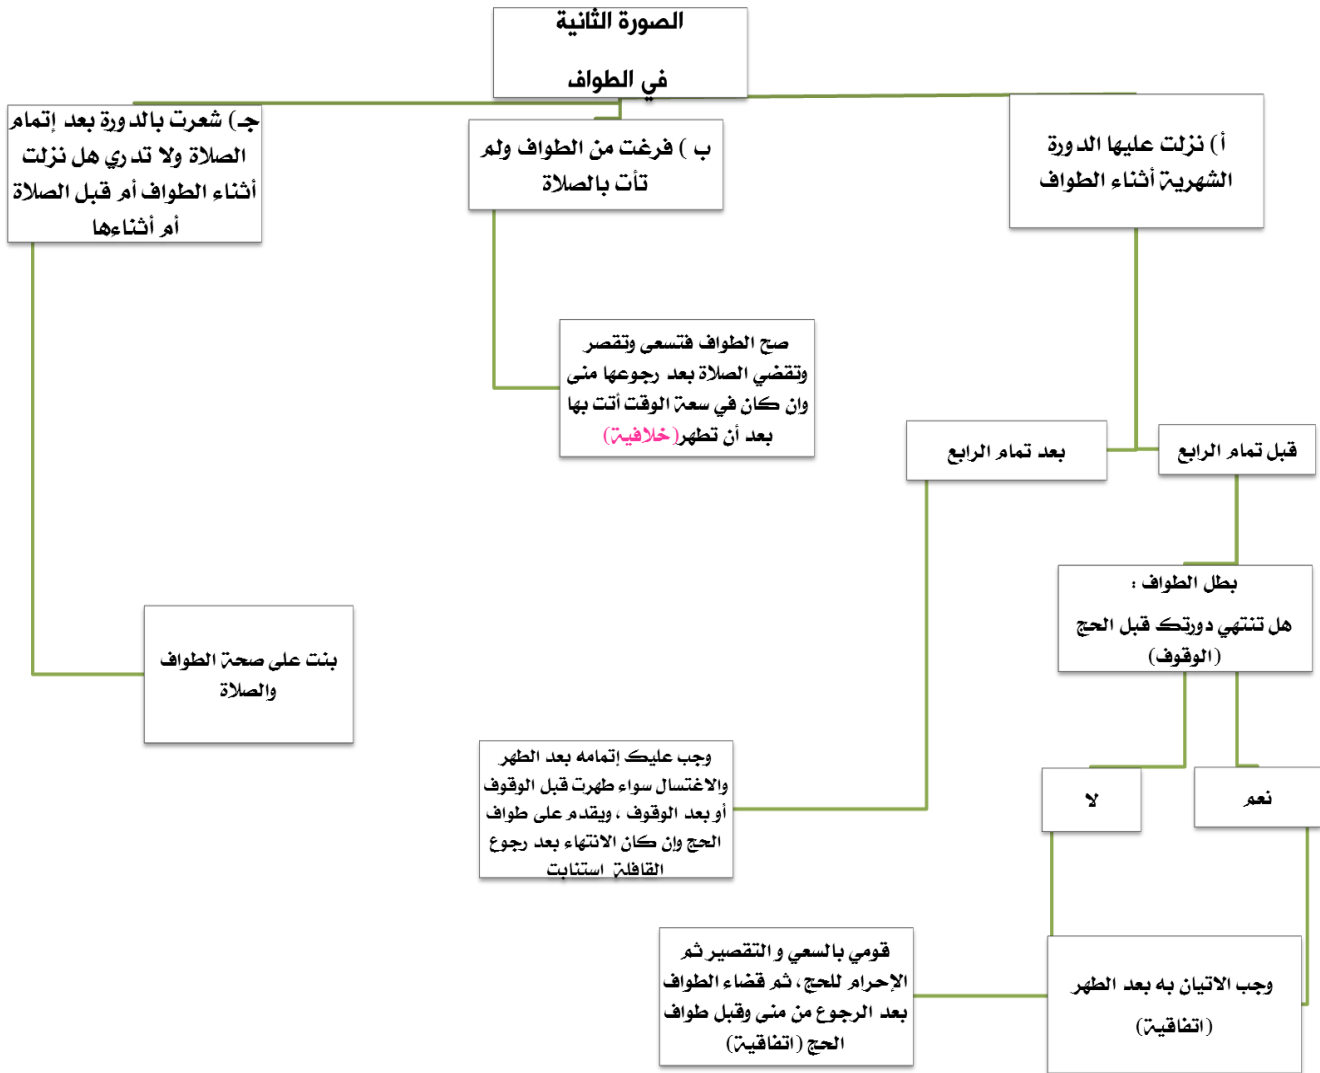 الصورة الثانية
في الطواف
أ) نزلت عليها الدورة
الشهرية أثناء الطواف
ب ) فرغت من الطواف ولم
تأت بالصلاة
جـ) شعرت بالدورة بعد إتمام
الصلاة ولا تدري هل نزلت
أثناء الطواف أم قبل الصلاة
أم أثناءها
صح الطواف فتسعى وتقصر
وتقضي الصلاة بعد رجوعها منى
وان كان في سعة الوقت أتت بها
بعد أن تطهر(خلافية)
قبل تمام الرابع
بعد تمام الرابع
بطل الطواف :
هل تنتهي دورتك قبل الحج
(الوقوف)
بنت على صحة الطواف
والصلاة
وجب عليك إتمامه بعد الطهر
والاغتسال سواء طهرت قبل الوقوف
أو بعد الوقوف ، ويقدم على طواف
الحج وإن كان الانتهاء بعد رجوع
القافلة استنابت
نعم
لا
وجب الاتيان به بعد الطهر
(اتفاقية)
قومي بالسعي و التقصير ثم
الإحرام للحج، ثم قضاء الطواف
بعد الرجوع من منى وقبل طواف
الحج (اتفاقية)